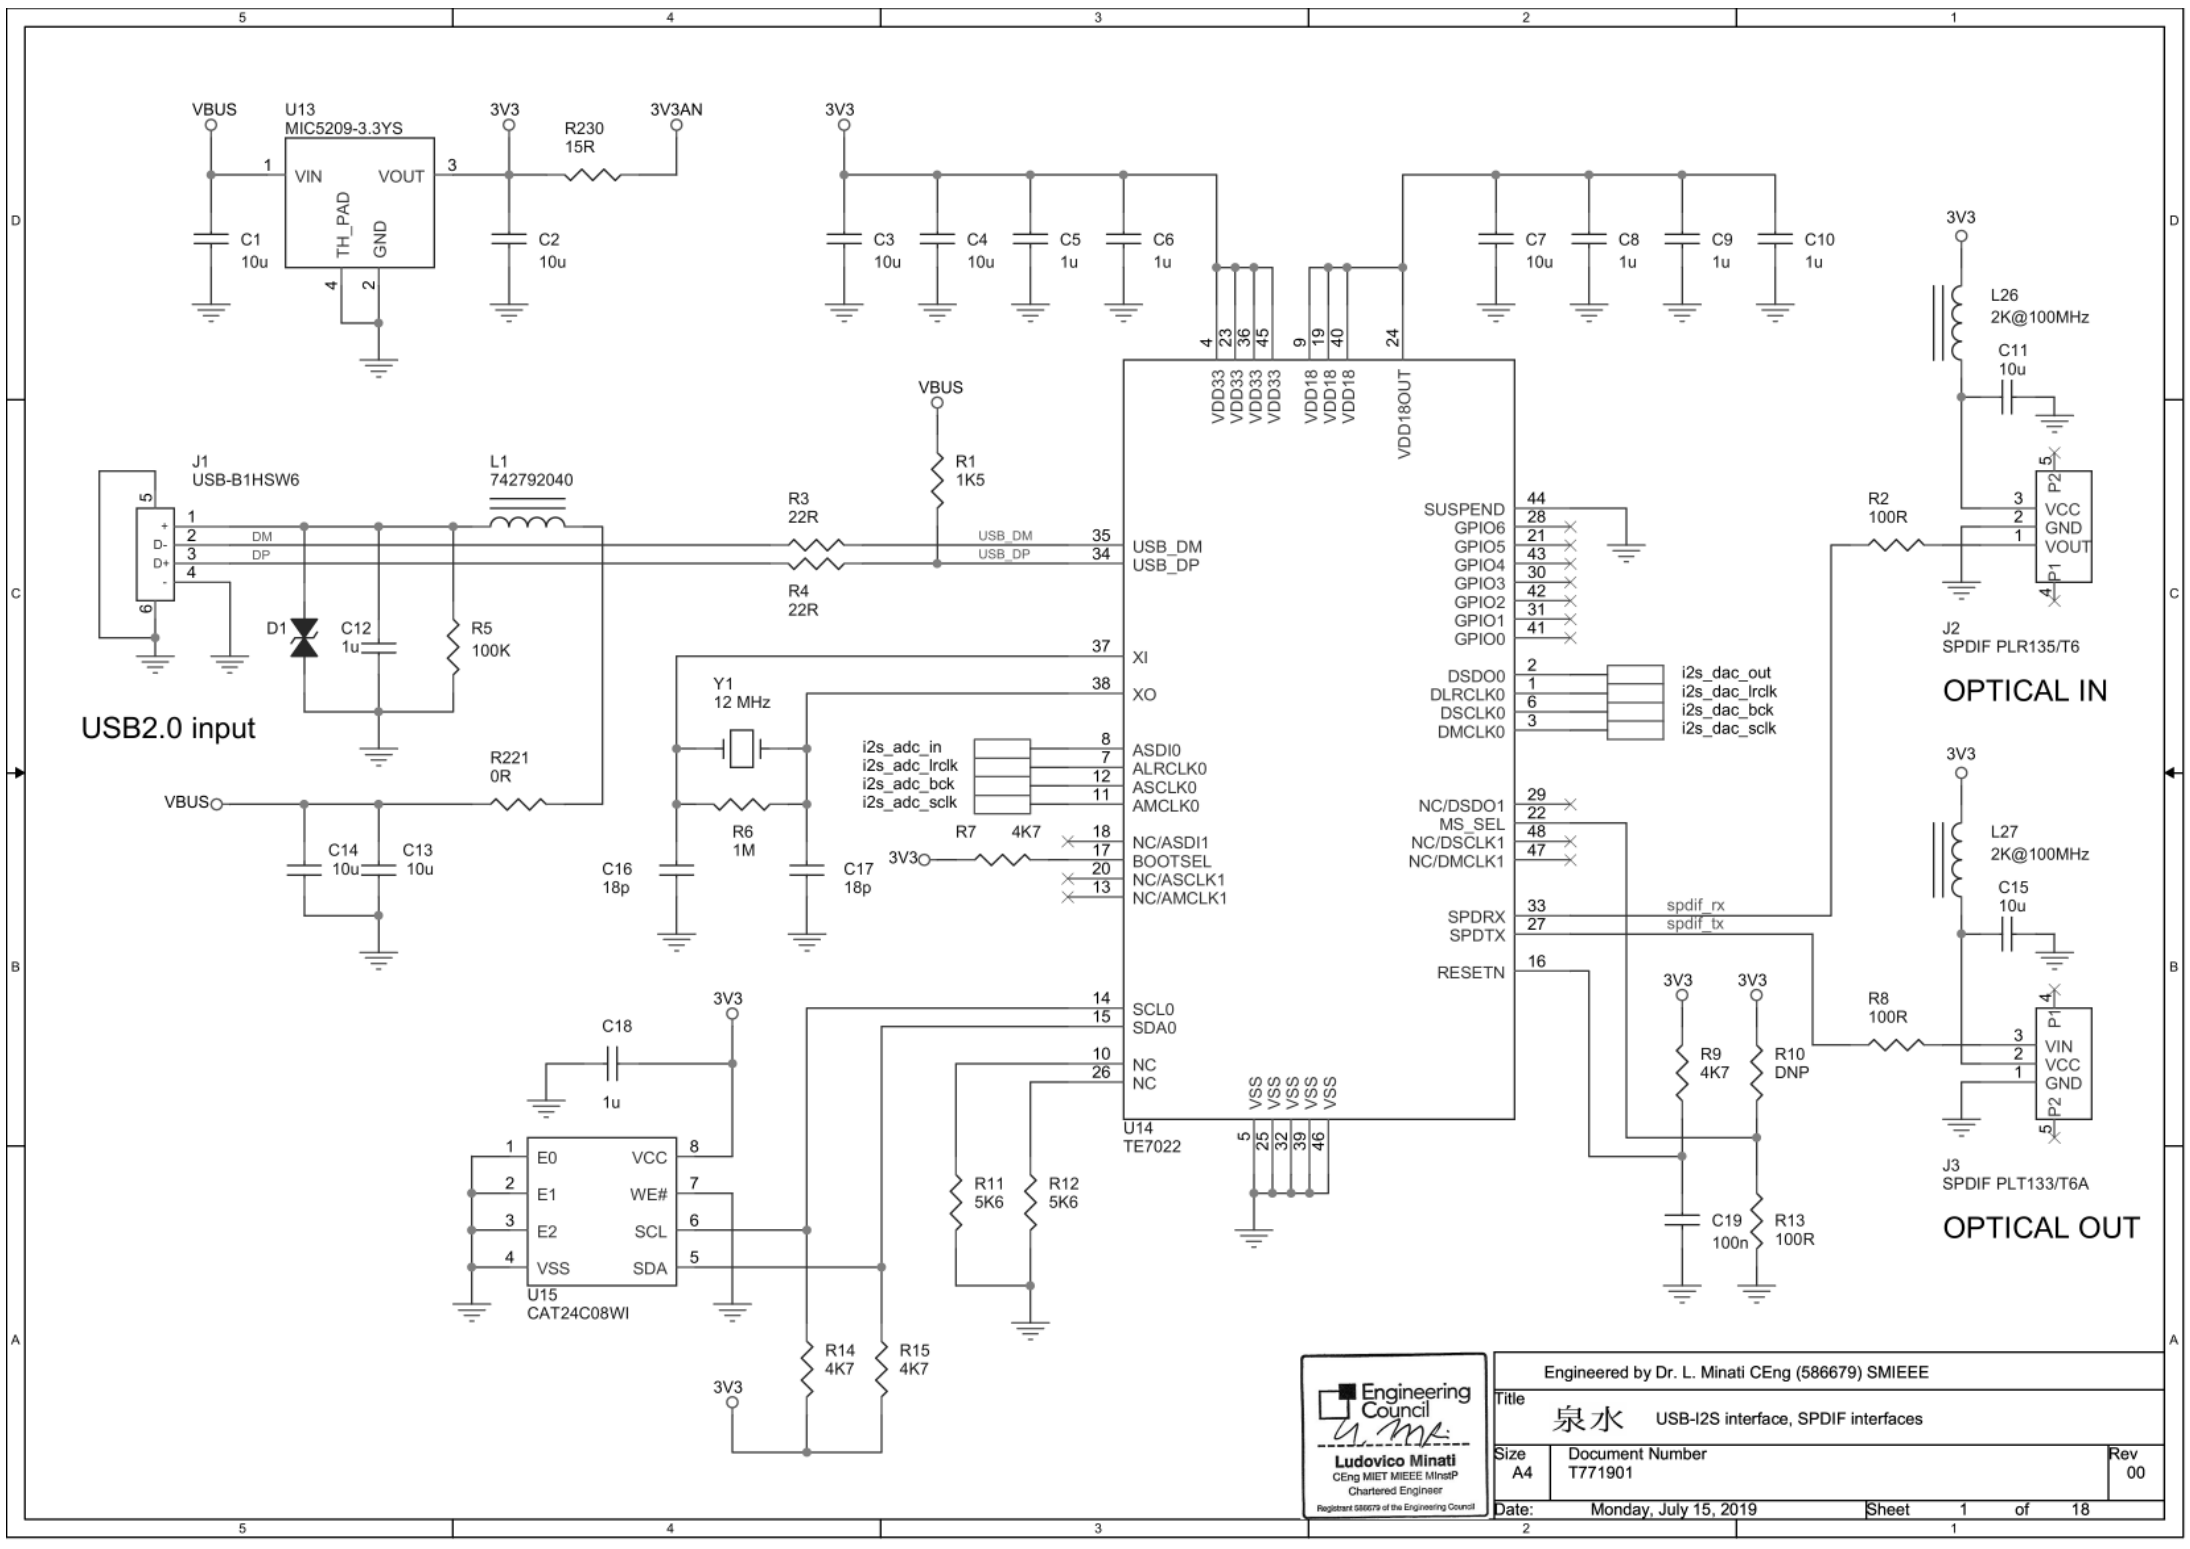 5 4 3 2 1
D D
C C
B B
A A
VBUS
U13
MIC5209-3.3YS
1 VIN VOUT 3
TH_PAD GND
4 2
C1
10u
3V3
C2
10u
R230
15R
3V3AN
3V3
C3
10u
C4
10u
C5
1u
C6
1u
C7
10u
C8
1u
C9
1u
C10
1u
4 23 36 45 9 19 40 24
VDD33 VDD33 VDD33 VDD33 VDD18 VDD18 VDD18 VDD18OUT
3V3
L26
2K@100MHz
C11
10u
J1
USB-B1HSW6
5
+ 1
D- 2 DM
D+ 3 DP
- 4
6
L1
742792040
D1
C12
1u
R5
100K
USB2.0 input
VBUS
R1
1K5
R3
22R
R4
22R
USB_DM 35 USB_DM
USB_DP 34 USB_DP
37 XI
38 XO
Y1
12 MHz
R6
1M
C16
18p
C17
18p
R221
0R
VBUS
C14
10u
C13
10u
i2s_adc_in 8 ASDI0
i2s_adc_lrclk 7 ALRCLK0
i2s_adc_bck 12 ASCLK0
i2s_adc_sclk 11 AMCLK0
R7 4K7
3V3
18 NC/ASDI1
17 BOOTSEL
20 NC/ASCLK1
13 NC/AMCLK1
14 SCL0
15 SDA0
10 NC
26 NC
SUSPEND 44
GPIO6 28
GPIO5 21
GPIO4 43
GPIO3 30
GPIO2 42
GPIO1 31
GPIO0 41
DSDO0 2 i2s_dac_out
DLRCLK0 1 i2s_dac_lrclk
DSCLK0 6 i2s_dac_bck
DMCLK0 3 i2s_dac_sclk
NC/DSDO1 29
MS_SEL 22
NC/DSCLK1 48
NC/DMCLK1 47
SPDRX 33 spdif_rx
SPDTX 27 spdif_tx
RESETN 16
VSS VSS VSS VSS VSS
5 25 32 39 46
U14
TE7022
R2
100R
5 P2
3 VCC
2 GND
1 VOUT
4 P1
J2
SPDIF PLR135/T6
OPTICAL IN
3V3
L27
2K@100MHz
C15
10u
R8
100R
4 P1
3 VIN
2 VCC
1 GND
5 P2
J3
SPDIF PLT133/T6A
OPTICAL OUT
3V3 3V3
R9
4K7
R10
DNP
C19
100n
R13
100R
3V3
C18
1u
1 E0 VCC 8
2 E1 WE# 7
3 E2 SCL 6
4 VSS SDA 5
U15
CAT24C08WI
R11
5K6
R12
5K6
R14
4K7
R15
4K7
3V3
Engineering
Council
Ludovico Minati
CEng MIET MIEEE MInstP
Chartered Engineer
Registrant 586679 of the Engineering Council
Engineered by Dr. L. Minati CEng (586679) SMIEEE
Title
泉水 USB-I2S interface, SPDIF interfaces
Size Document Number Rev
A4 T771901 00
Date: Monday, July 15, 2019 Sheet 1 of 18
5 4 3 2 1